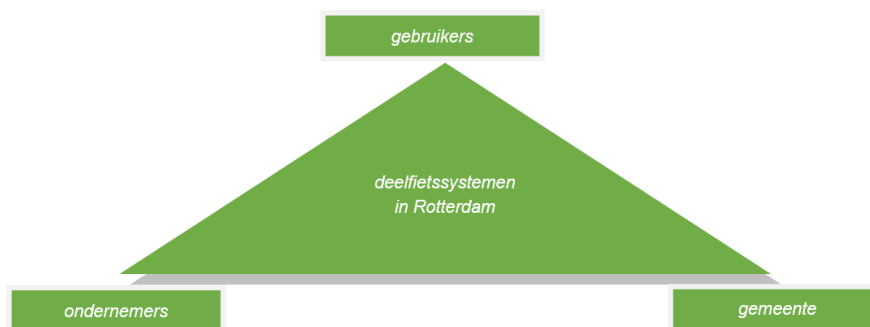 gebruikers
deelfietssystemen
in Rotterdam
ondernemers
gemeente